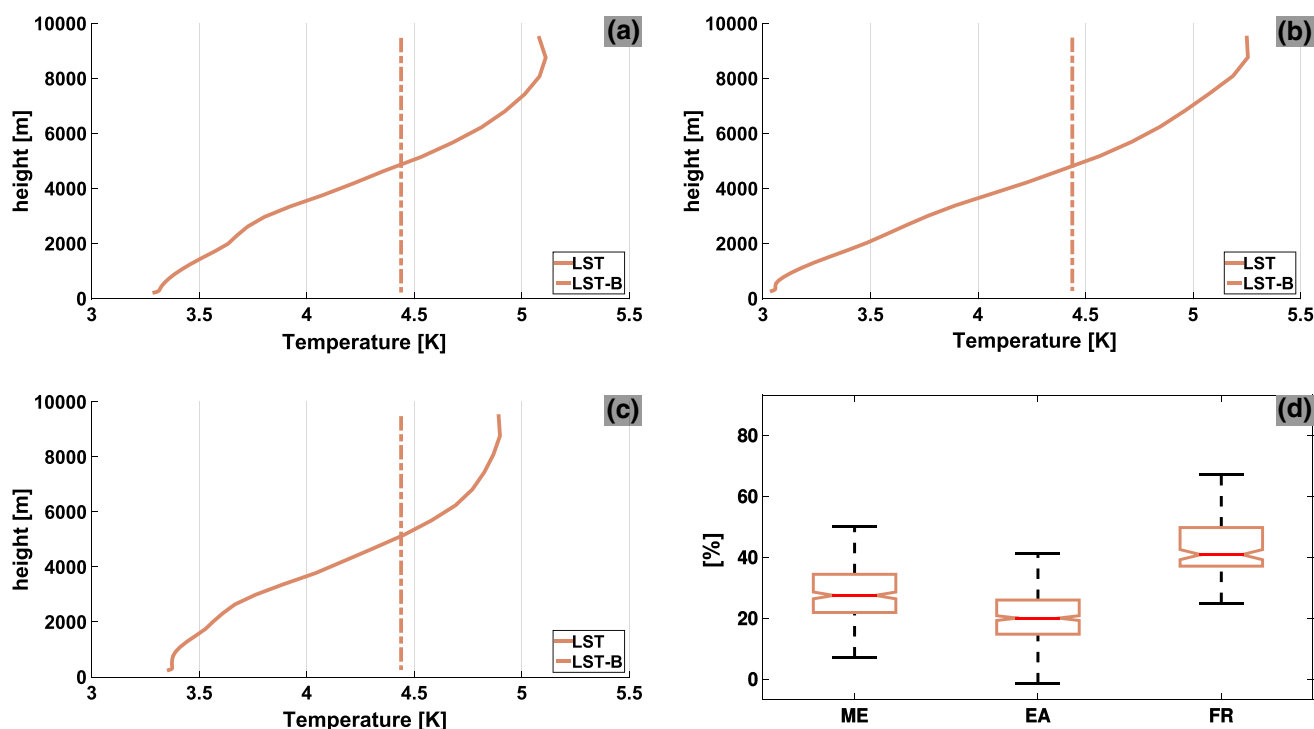 (a)
10000
8000
6000
4000
2000
0
height [m]
3
3.5
4
4.5
5
5.5
Temperature [K]
LST
LST-B
(b)
10000
8000
6000
4000
2000
0
height [m]
3
3.5
4
4.5
5
5.5
Temperature [K]
LST
LST-B
(c)
10000
8000
6000
4000
2000
0
height [m]
3
3.5
4
4.5
5
5.5
Temperature [K]
LST
LST-B
(d)
80
60
40
20
0
[%]
ME
EA
FR